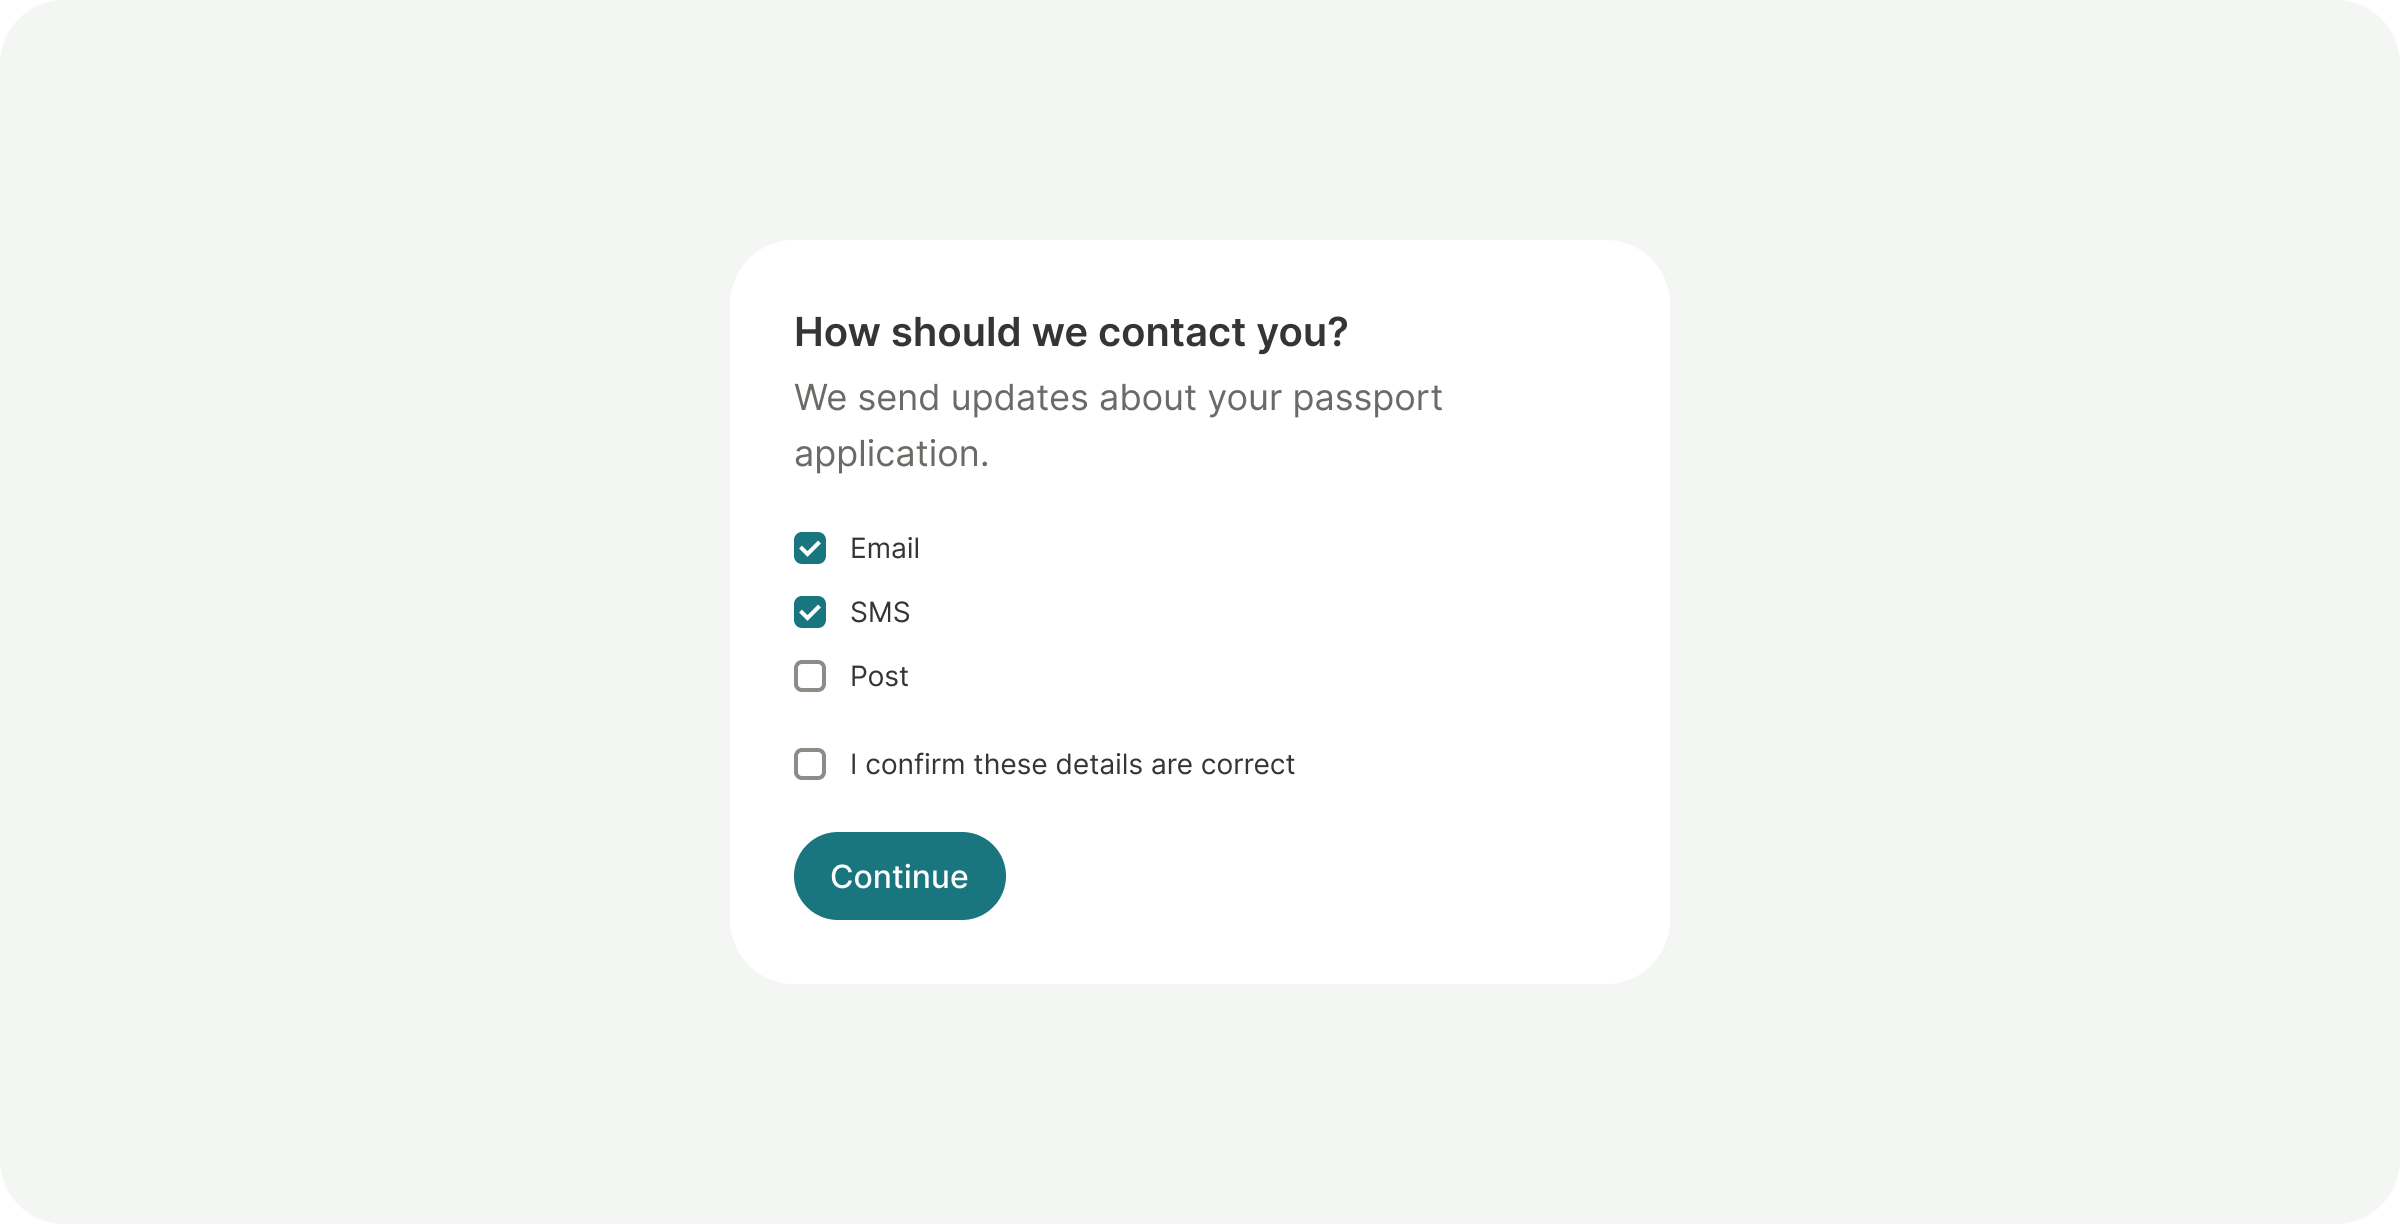 How should we contact you?
We send updates about your passport
application.
Email
SMS
Post
I confirm these details are correct
Continue